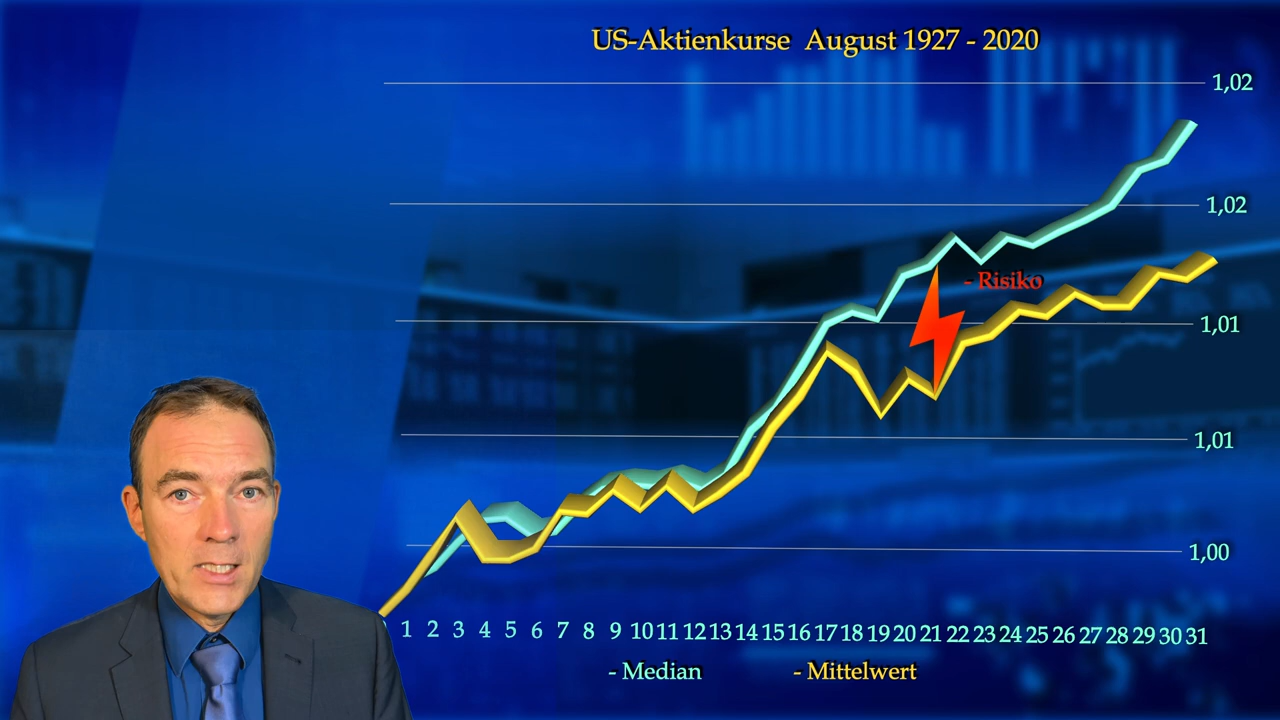 US-Aktienkurse August 1927 - 2020
1,02
1,02
- Risiko
1,01
1,01
1,00
1 2 3 4 5 6 7 8 9 10 11 12 13 14 15 16 17 18 19 20 21 22 23 24 25 26 27 28 29 30 31
- Median - Mittelwert